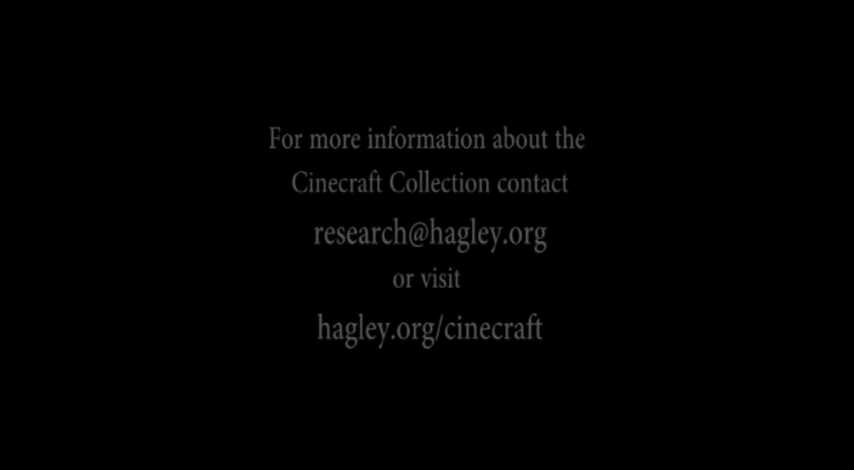 For more information about the
Cinecraft Collection contact
research@hagley.org
or visit
hagley.org/cinecraft